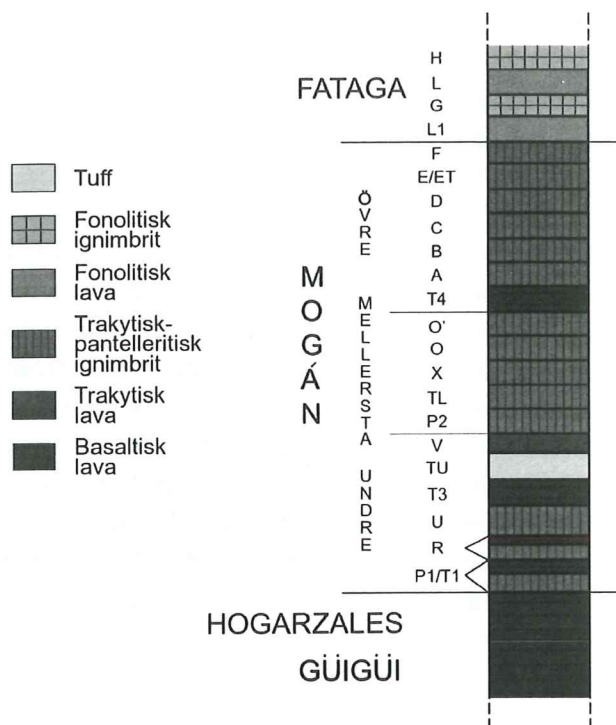 H
L
FATAGA
G
L1
F
E/ET
D
C
B
A
T4
ÖVRE
O'
O
X
TL
P2
MELLERSTA
V
TU
T3
U
R
P1/T1
UNDRE
MOGÁN
HOGARZALES
GÜIGÜI
Tuff
Fonolitisk
ignimbrit
Fonolitisk
lava
Trakytisk-
pantelleritisk
ignimbrit
Trakytisk
lava
Basaltisk
lava